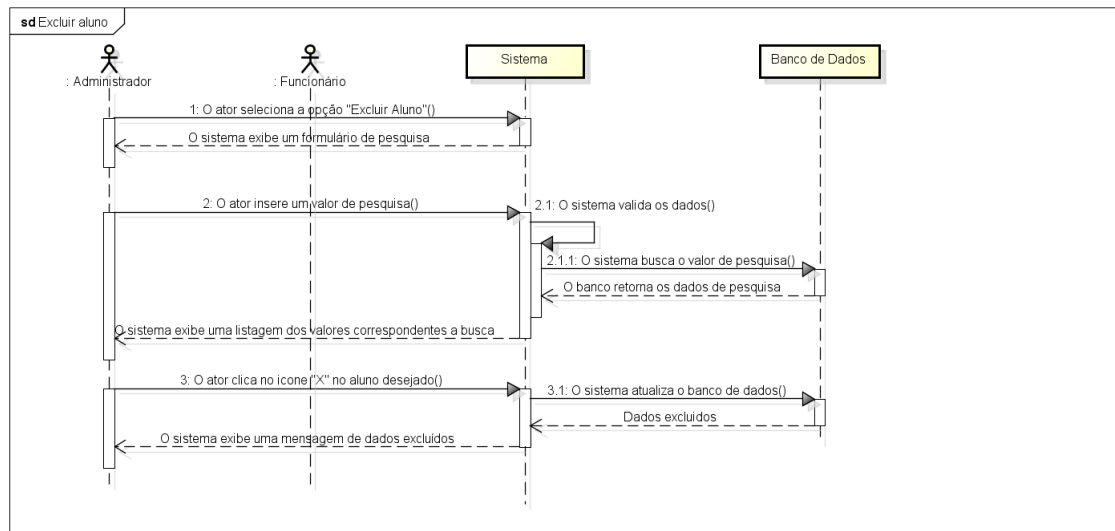 sd Excluir aluno
: Administrador
: Funcionário
Sistema
Banco de Dados
1: O ator seleciona a opção "Excluir Aluno"()
O sistema exibe um formulário de pesquisa
2: O ator insere um valor de pesquisa()
2.1: O sistema valida os dados()
2.1.1: O sistema busca o valor de pesquisa()
O banco retorna os dados de pesquisa
O sistema exibe uma listagem dos valores correspondentes a busca
3: O ator clica no icone "X" no aluno desejado()
3.1: O sistema atualiza o banco de dados()
Dados excluidos
O sistema exibe uma mensagem de dados excluídos